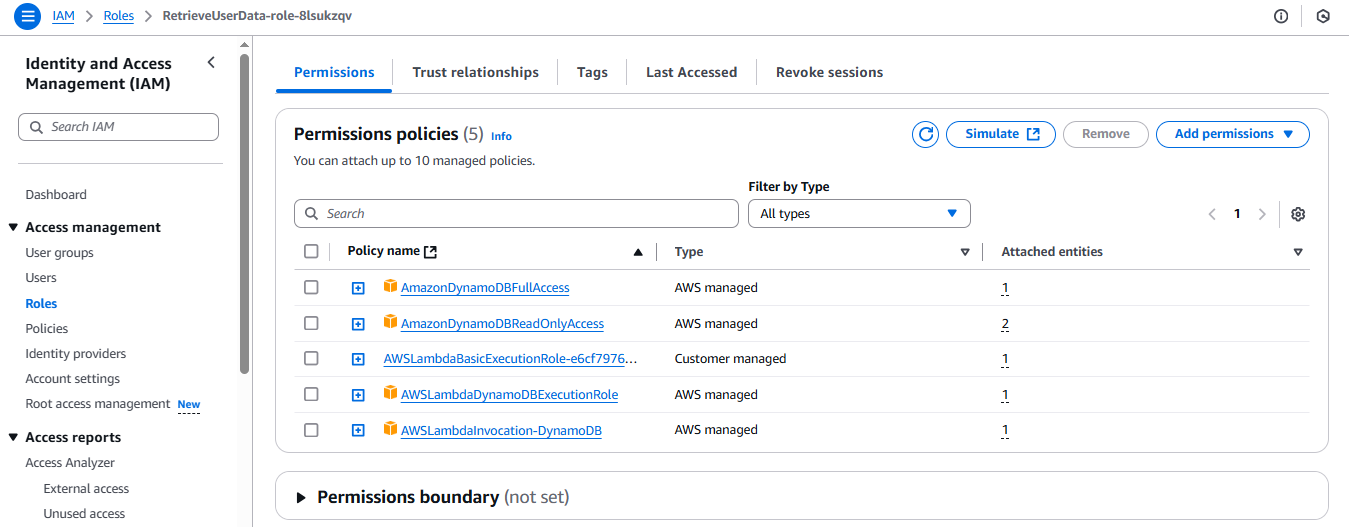 IAM > Roles > RetrieveUserData-role-8lsukzqv
Identity and Access
Management (IAM)
Search IAM
Dashboard
Access management
User groups
Users
Roles
Policies
Identity providers
Account settings
Root access management New
Access reports
Access Analyzer
External access
Unused access
Permissions Trust relationships Tags Last Accessed Revoke sessions
Permissions policies (5) Info
Simulate Remove Add permissions
You can attach up to 10 managed policies.
Filter by Type
Search All types 1
Policy name Type Attached entities
AmazonDynamoDBFullAccess AWS managed 1
AmazonDynamoDBReadOnlyAccess AWS managed 2
AWSLambdaBasicExecutionRole-e6cf7976... Customer managed 1
AWSLambdaDynamoDBExecutionRole AWS managed 1
AWSLambdaInvocation-DynamoDB AWS managed 1
Permissions boundary (not set)